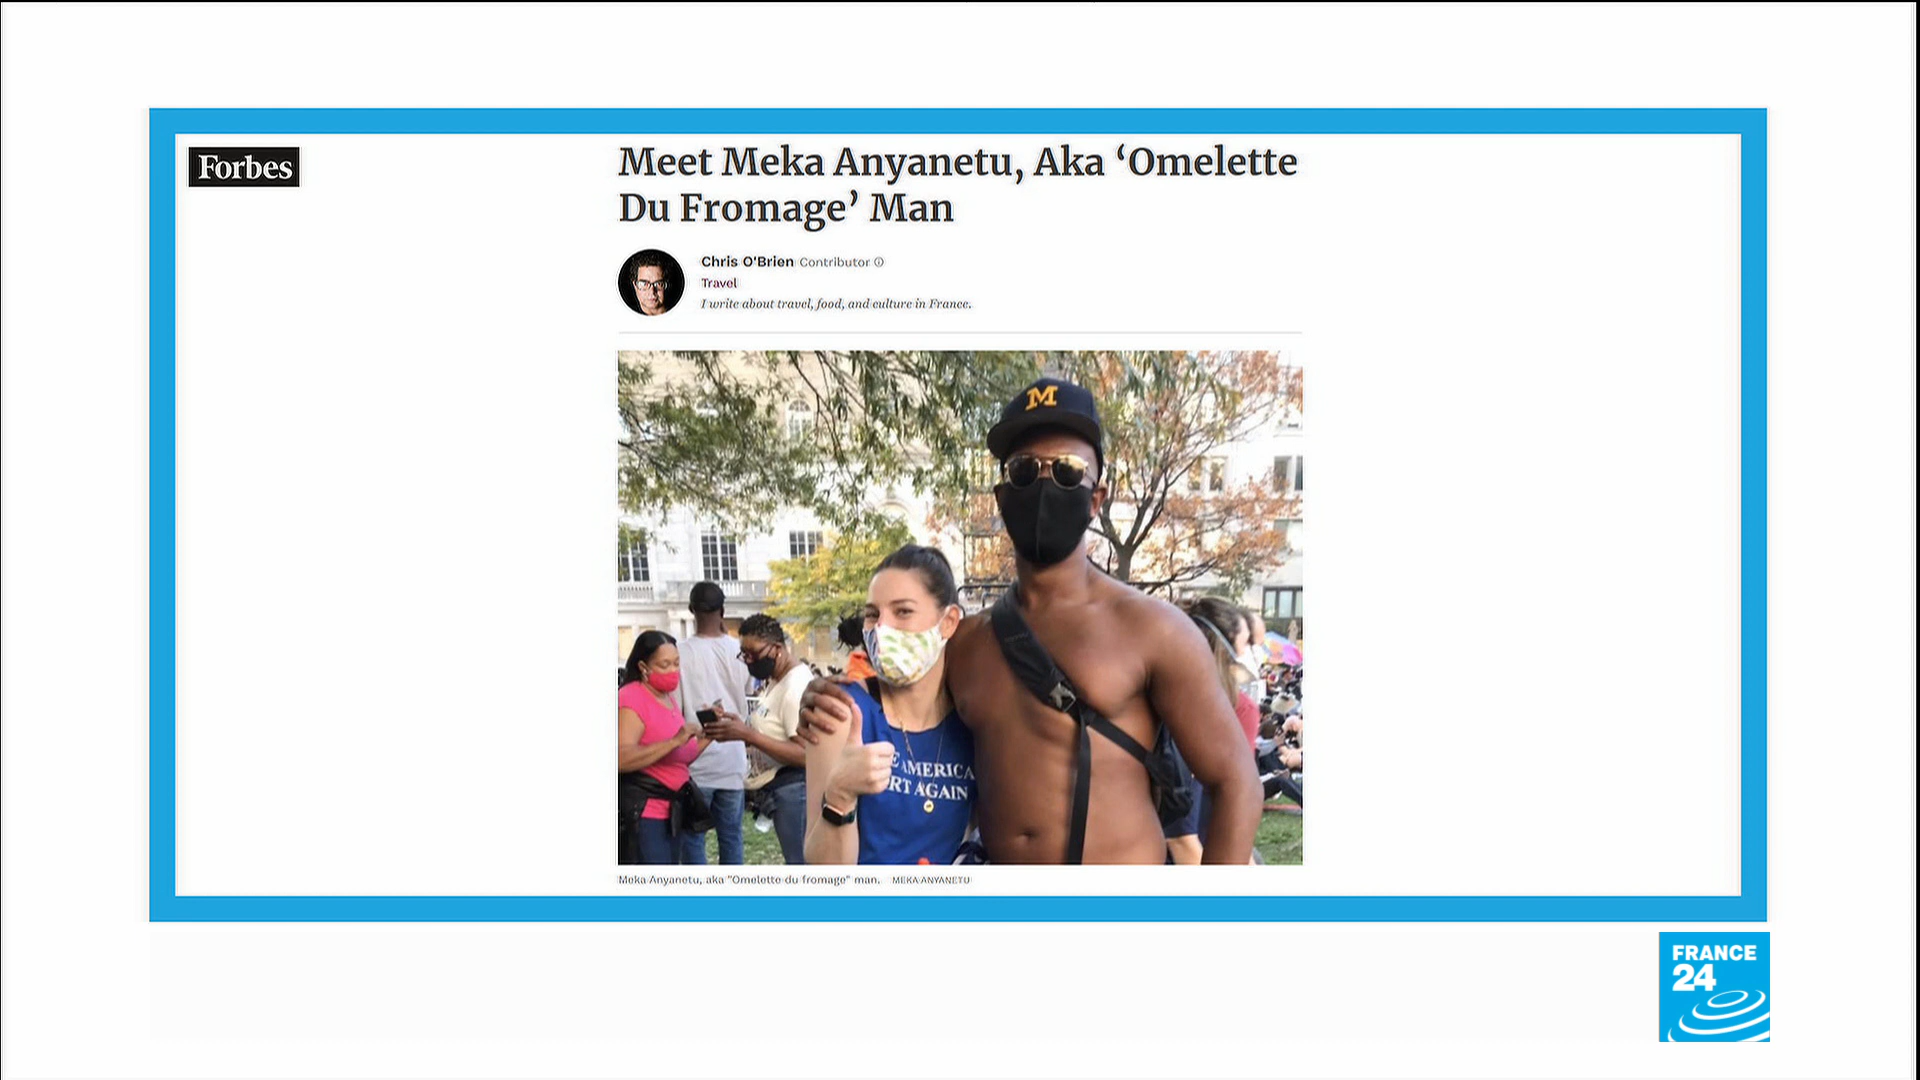 Forbes
Meet Meka Anyanetu, Aka ‘Omelette
Du Fromage’ Man
Chris O'Brien Contributor
Travel
I write about travel, food, and culture in France.
M
AMERICA
RT AGAIN
Meka Anyanetu, aka "Omelette du fromage" man. MEKA ANYANETU
FRANCE
24